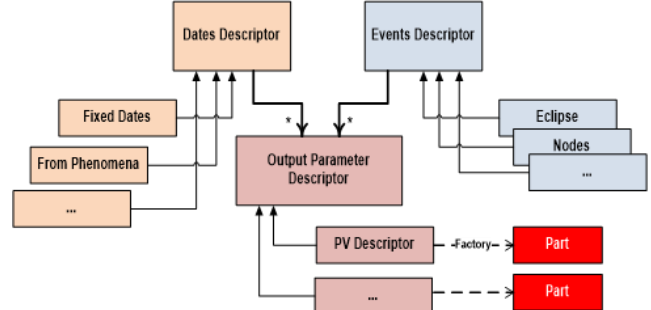 Dates Descriptor
Events Descriptor
Fixed Dates
From Phenomena
...
* *
Output Parameter
Descriptor
Eclipse
Nodes
...
PV Descriptor
Factory
Part
...
Part